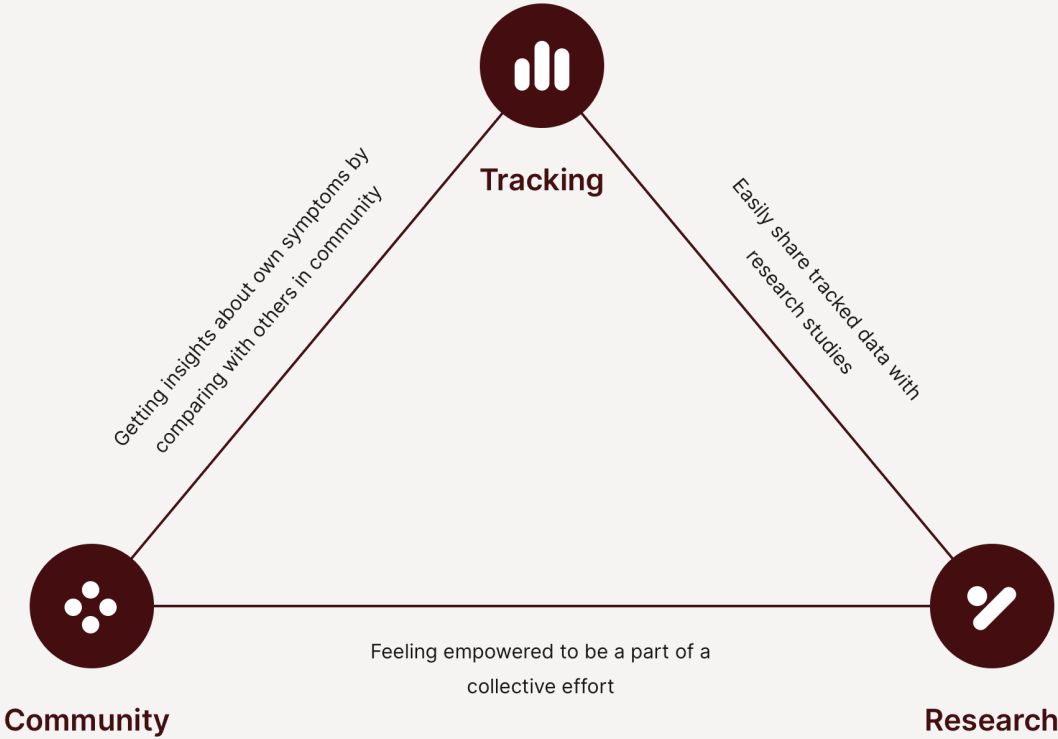 Tracking
Getting insights about own symptoms by
comparing with others in community
Easily share tracked data with
research studies
Feeling empowered to be a part of a
collective effort
Community
Research